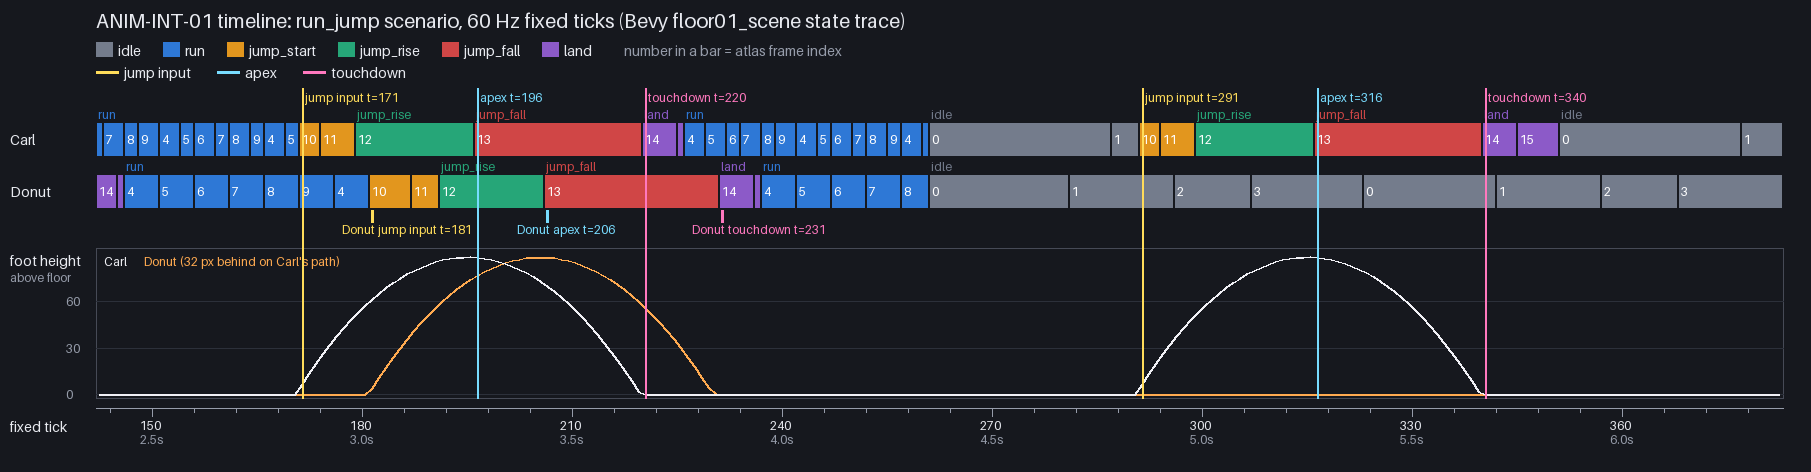 ANIM-INT-01 timeline: run_jump scenario, 60 Hz fixed ticks (Bevy floor01_scene state trace)
idle run jump_start jump_rise jump_fall land number in a bar = atlas frame index
jump input apex touchdown
jump input t=171 apex t=196 touchdown t=220 jump input t=291 apex t=316 touchdown t=340
run jump_rise jump_fall land run idle jump_rise jump_fall land idle
Carl 7 8 9 4 5 6 7 8 9 4 5 10 11 12 13 14 4 5 6 7 8 9 4 5 6 7 8 9 4 0 1 10 11 12 13 14 15 0 1
run jump_rise jump_fall land run idle
Donut 14 4 5 6 7 8 9 4 10 11 12 13 14 4 5 6 7 8 0 1 2 3 0 1 2 3
Donut jump input t=181 Donut apex t=206 Donut touchdown t=231
foot height Carl Donut (32 px behind on Carl's path)
above floor
60
30
0
fixed tick 150 180 210 240 270 300 330 360
2.5s 3.0s 3.5s 4.0s 4.5s 5.0s 5.5s 6.0s